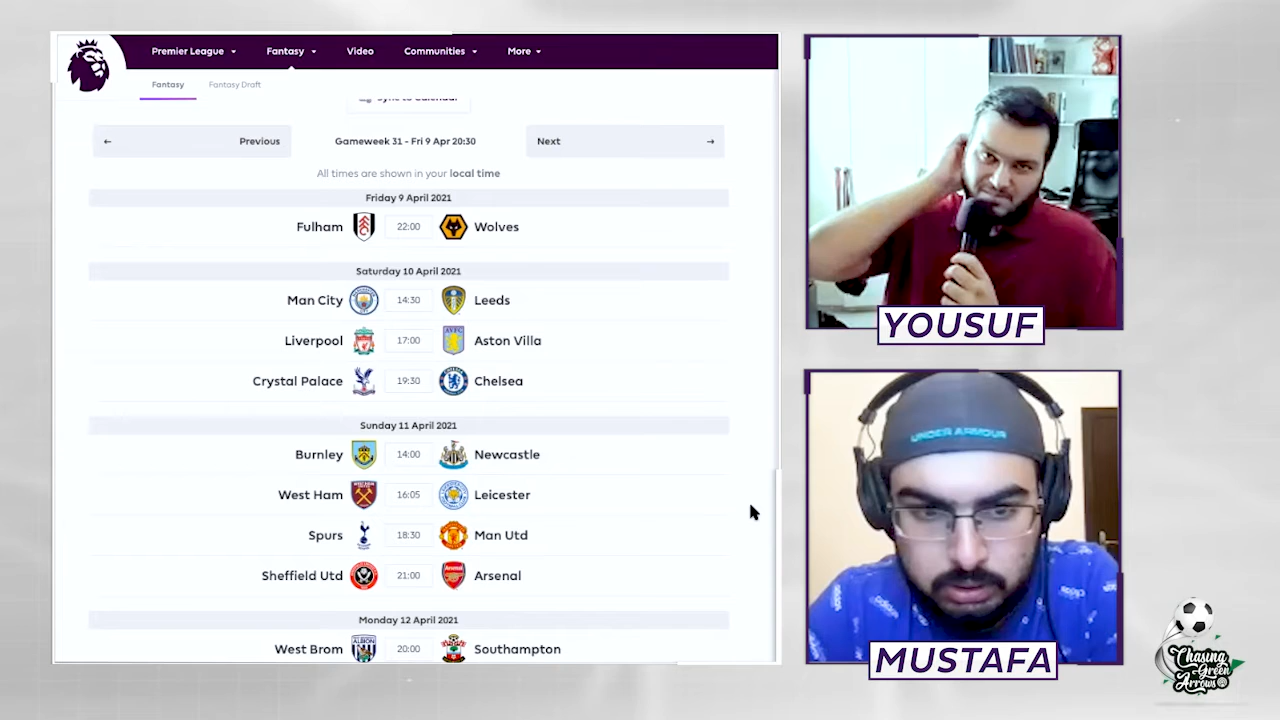 Premier League
Fantasy
Video
Communities
More
Fantasy
Fantasy Draft
Sync to Calendar
← Previous
Gameweek 31 - Fri 9 Apr 20:30
Next →
All times are shown in your local time
Friday 9 April 2021
Fulham 22:00 Wolves
Saturday 10 April 2021
Man City 14:30 Leeds
Liverpool 17:00 Aston Villa
Crystal Palace 19:30 Chelsea
Sunday 11 April 2021
Burnley 14:00 Newcastle
West Ham 16:05 Leicester
Spurs 18:30 Man Utd
Sheffield Utd 21:00 Arsenal
Monday 12 April 2021
West Brom 20:00 Southampton
YOUSUF
UNDER ARMOUR
adidas
MUSTAFA
Chasing
Green
Arrows